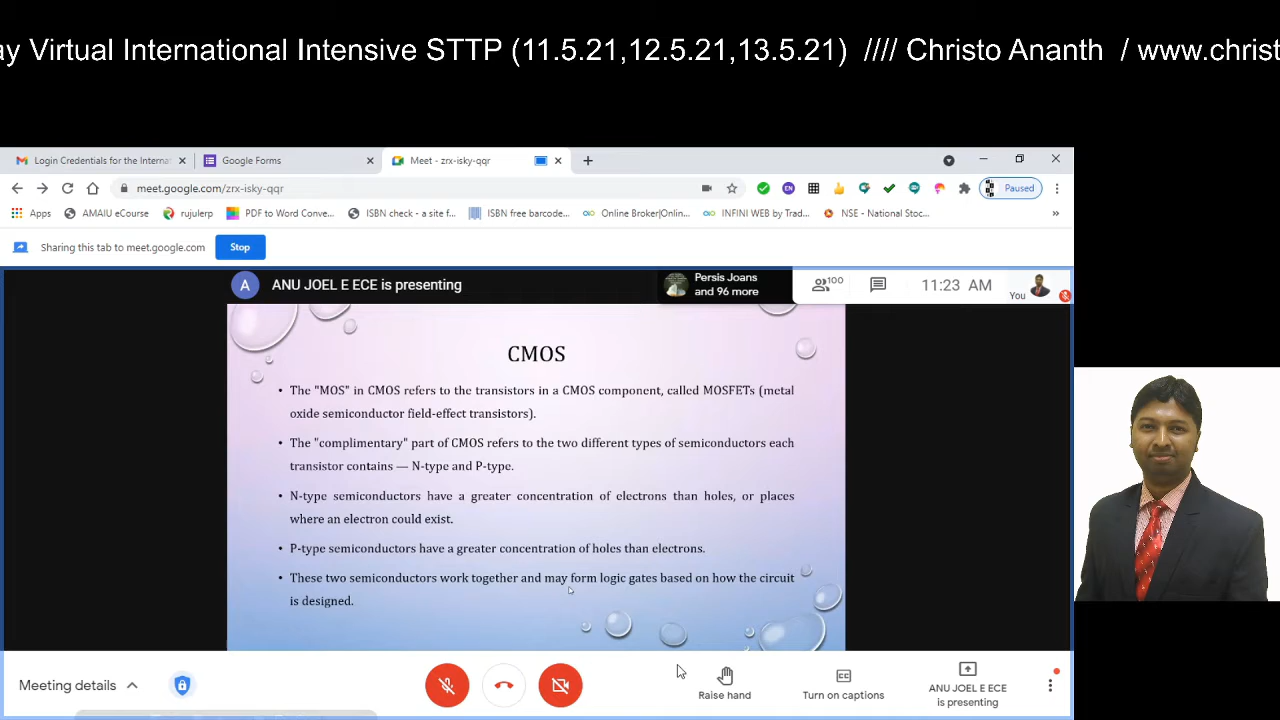 ay Virtual International Intensive STTP (11.5.21,12.5.21,13.5.21) //// Christo Ananth / www.christ
Login Credentials for the Interna
Google Forms
Meet - zrx-isky-qqr
meet.google.com/zrx-isky-qqr
EN
Paused
Apps
AMAIU eCourse
rujulerp
PDF to Word Conve...
ISBN check - a site f...
ISBN free barcode...
Online Broker|Onlin...
INFINI WEB by Trad...
NSE - National Stoc...
Sharing this tab to meet.google.com
Stop
A
ANU JOEL E ECE is presenting
Persis Joans
and 96 more
100
11:23 AM
You
CMOS
• The "MOS" in CMOS refers to the transistors in a CMOS component, called MOSFETs (metal
oxide semiconductor field-effect transistors).
• The "complimentary" part of CMOS refers to the two different types of semiconductors each
transistor contains — N-type and P-type.
• N-type semiconductors have a greater concentration of electrons than holes, or places
where an electron could exist.
• P-type semiconductors have a greater concentration of holes than electrons.
• These two semiconductors work together and may form logic gates based on how the circuit
is designed.
Meeting details
Raise hand
CC
Turn on captions
ANU JOEL E ECE
is presenting